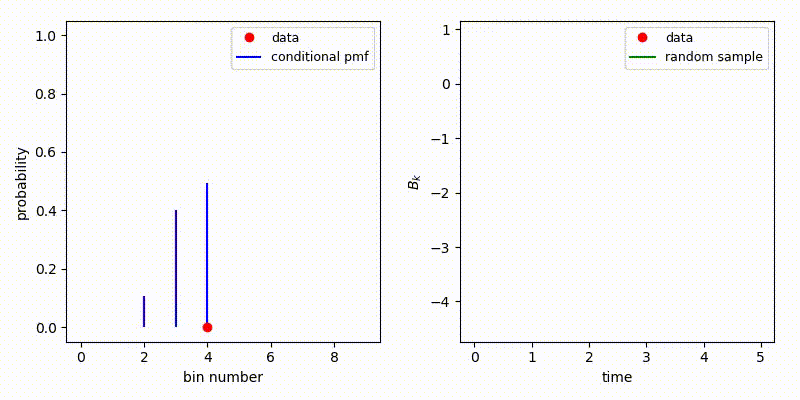 data
conditional pmf
1.0
0.8
0.6
0.4
0.2
0.0
probability
0 2 4 6 8
bin number
data
random sample
1
0
−1
−2
−3
−4
Bk
0 1 2 3 4 5
time